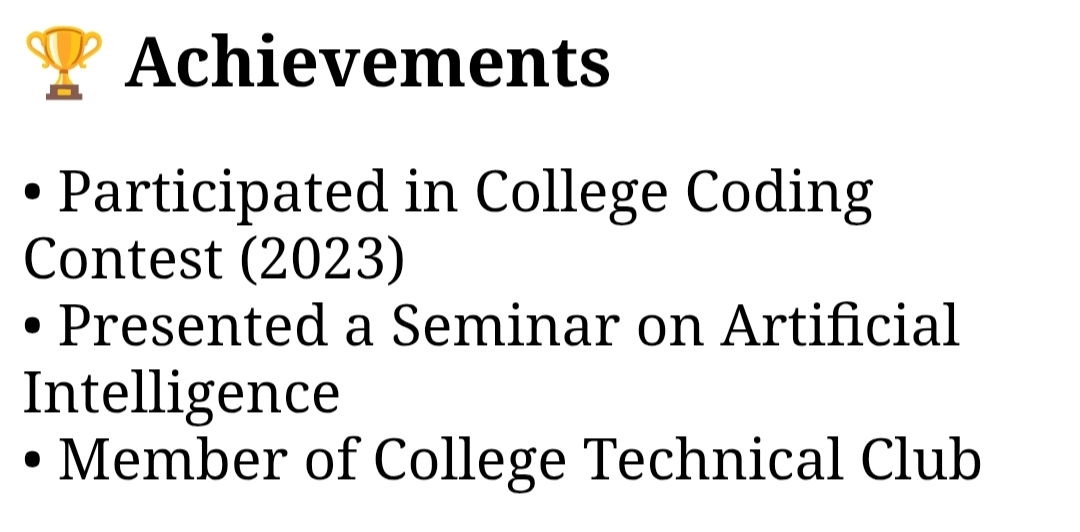 🏆 Achievements
• Participated in College Coding
Contest (2023)
• Presented a Seminar on Artificial
Intelligence
• Member of College Technical Club